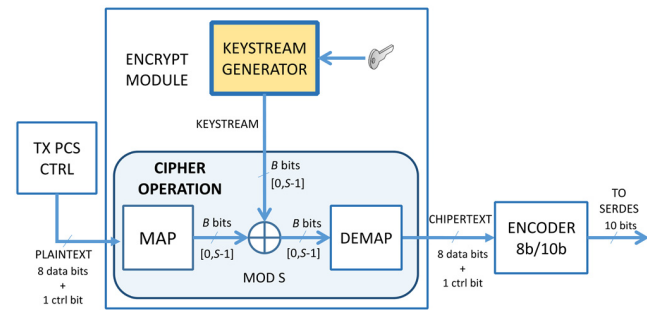 ENCRYPT
MODULE
KEYSTREAM
GENERATOR
KEYSTREAM
TX PCS
CTRL
CIPHER
OPERATION
B bits
[0,S-1]
MAP
B bits
[0,S-1]
B bits
[0,S-1]
DEMAP
MOD S
PLAINTEXT
8 data bits
+
1 ctrl bit
CHIPERTEXT
8 data bits
+
1 ctrl bit
ENCODER
8b/10b
TO
SERDES
10 bits